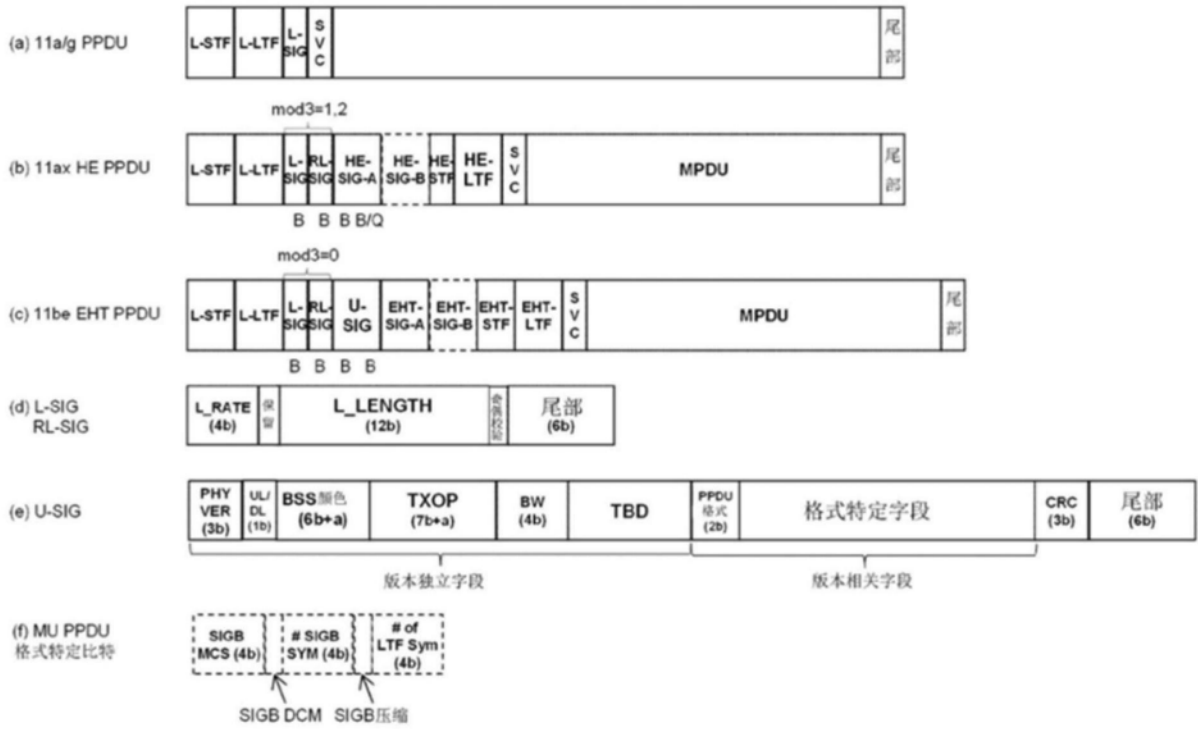 (a) 11a/g PPDU
L-STF L-LTF L-SIG SVC 尾部
mod3=1,2
(b) 11ax HE PPDU
L-STF L-LTF L-SIG RL-SIG HE-SIG-A HE-SIG-B HE-STF HE-LTF SVC MPDU 尾部
B B B B/Q
mod3=0
(c) 11be EHT PPDU
L-STF L-LTF L-SIG RL-SIG U-SIG EHT-SIG-A EHT-SIG-B EHT-STF EHT-LTF SVC MPDU 尾部
B B B B
(d) L-SIG
RL-SIG
L_RATE (4b) 保留 L_LENGTH (12b) 奇偶校验 尾部 (6b)
(e) U-SIG
PHY VER (3b) UL/DL (1b) BSS颜色 (6b+a) TXOP (7b+a) BW (4b) TBD PPDU 格式 (2b) 格式特定字段 CRC (3b) 尾部 (6b)
版本独立字段 版本相关字段
(f) MU PPDU
格式特定比特
SIGB MCS (4b) # SIGB SYM (4b) # of LTF Sym (4b)
SIGB DCM SIGB压缩